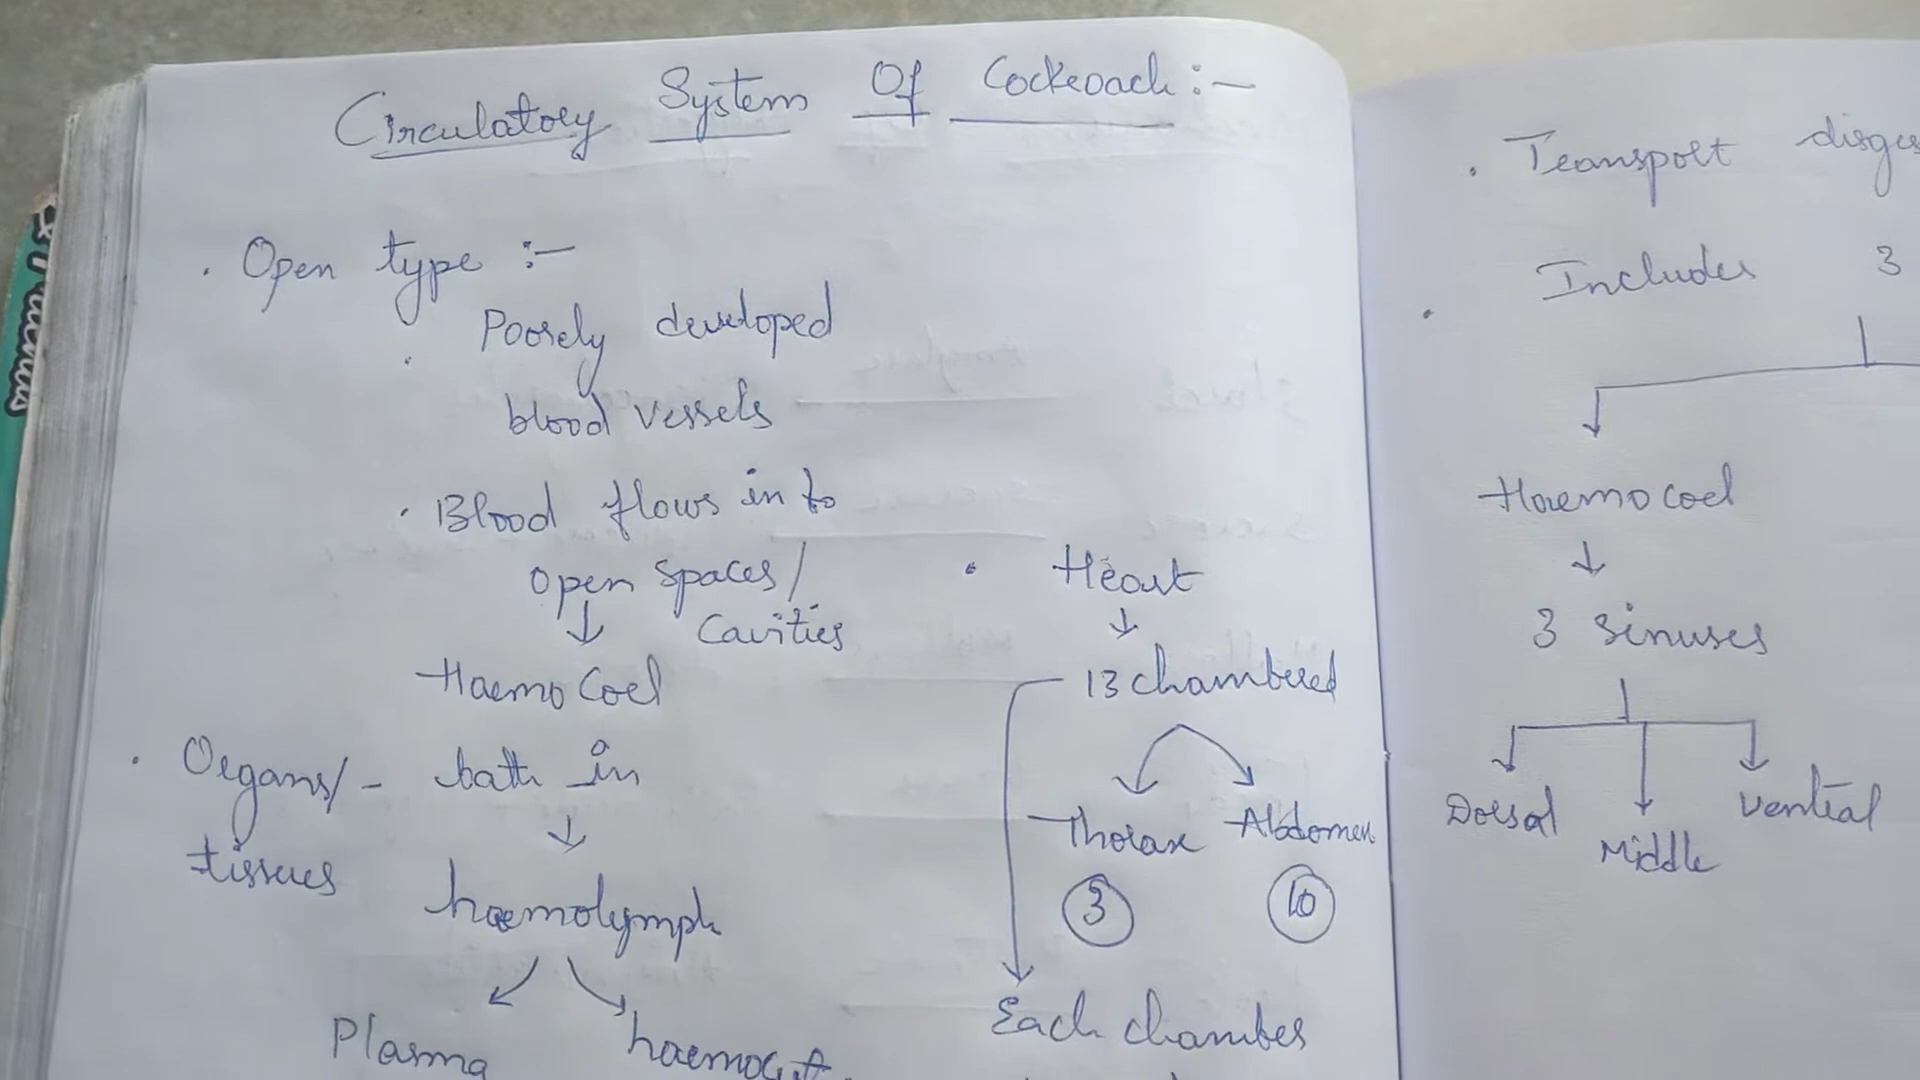 Circulatory System Of Cockroach :-
. Open type :-
Poorely developed
blood vessels
. Blood flows in to
open spaces/
Cavities
↓
Haemo Coel
. Organs/ - bath in
tissues
↓
haemolymph
Plasma
. Heart
↓
13 chambered
Thorax Abdomen
3 10
Each chamber
. Transport
. Includes 3
Haemo coel
↓
3 Sinuses
Dorsal Middle Ventral